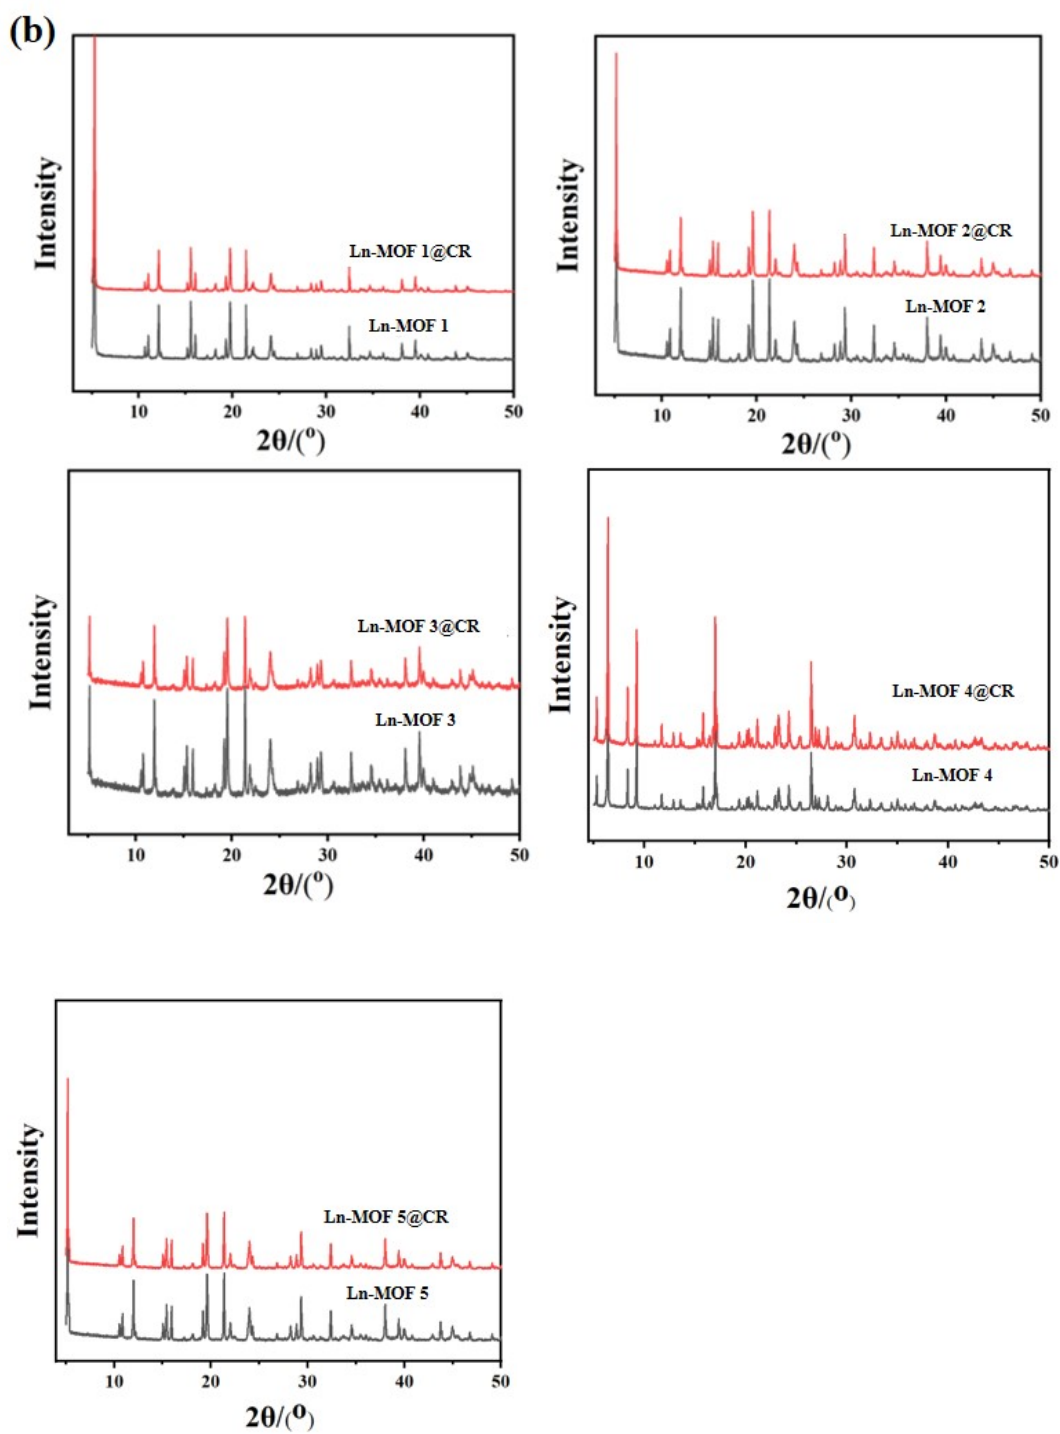 (b)
Intensity
Ln-MOF 1@CR
Ln-MOF 1
10 20 30 40 50
2θ/(º)
Intensity
Ln-MOF 2@CR
Ln-MOF 2
10 20 30 40 50
2θ/(º)
Intensity
Ln-MOF 3@CR
Ln-MOF 3
10 20 30 40 50
2θ/(º)
Intensity
Ln-MOF 4@CR
Ln-MOF 4
10 20 30 40 50
2θ/(º)
Intensity
Ln-MOF 5@CR
Ln-MOF 5
10 20 30 40 50
2θ/(º)